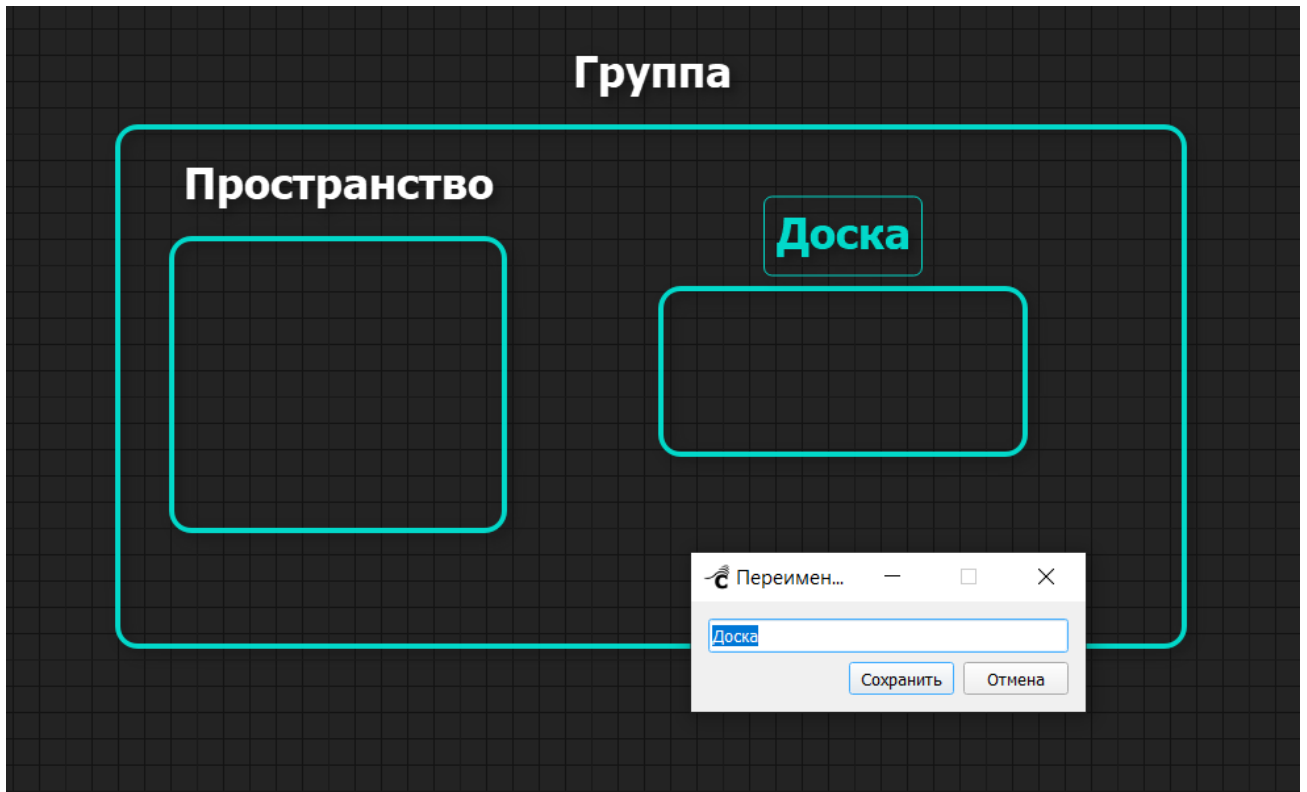 Группа
Пространство
Доска
Переимен...
Доска
Сохранить Отмена